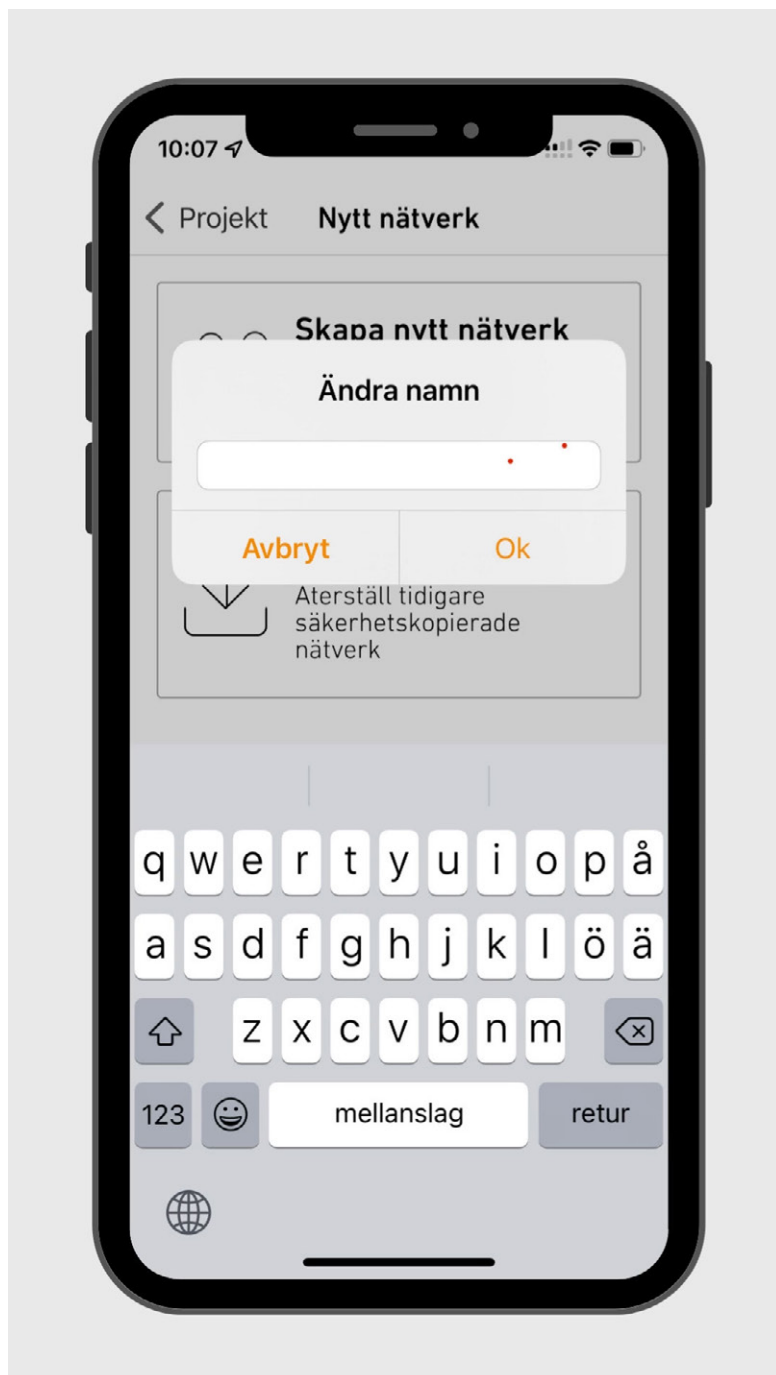 10:07
Projekt
Nytt nätverk
Skapa nytt nätverk
Ändra namn
Avbryt
Ok
Återställ tidigare
säkerhetskopierade
nätverk
q w e r t y u i o p å
a s d f g h j k l ö ä
z x c v b n m
123
mellanslag
retur